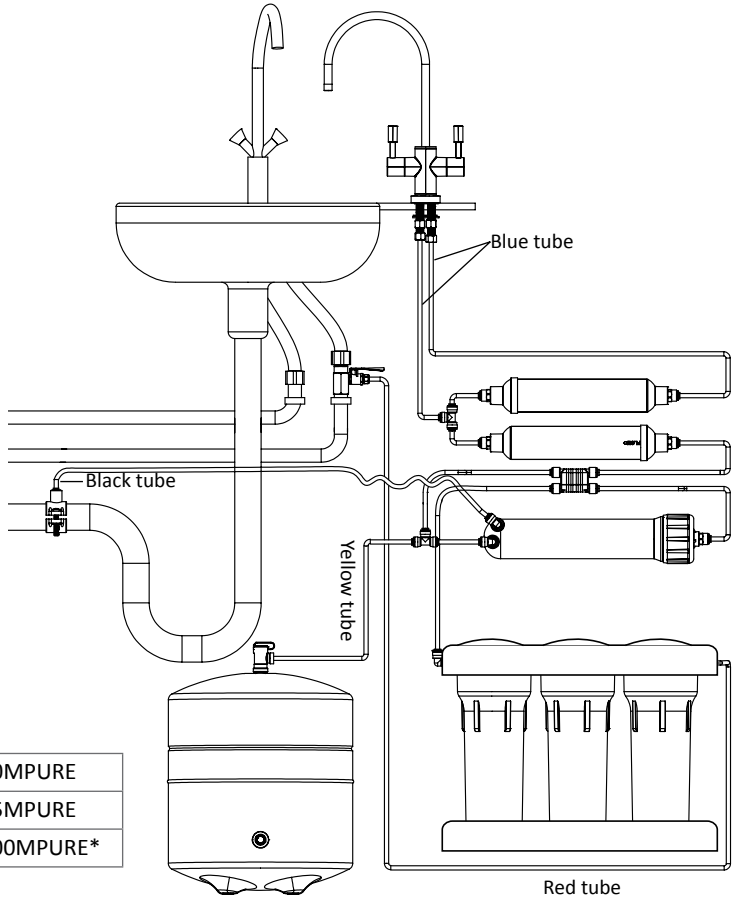 Blue tube
Black tube
Yellow tube
0MPURE
5MPURE
00MPURE*
Red tube